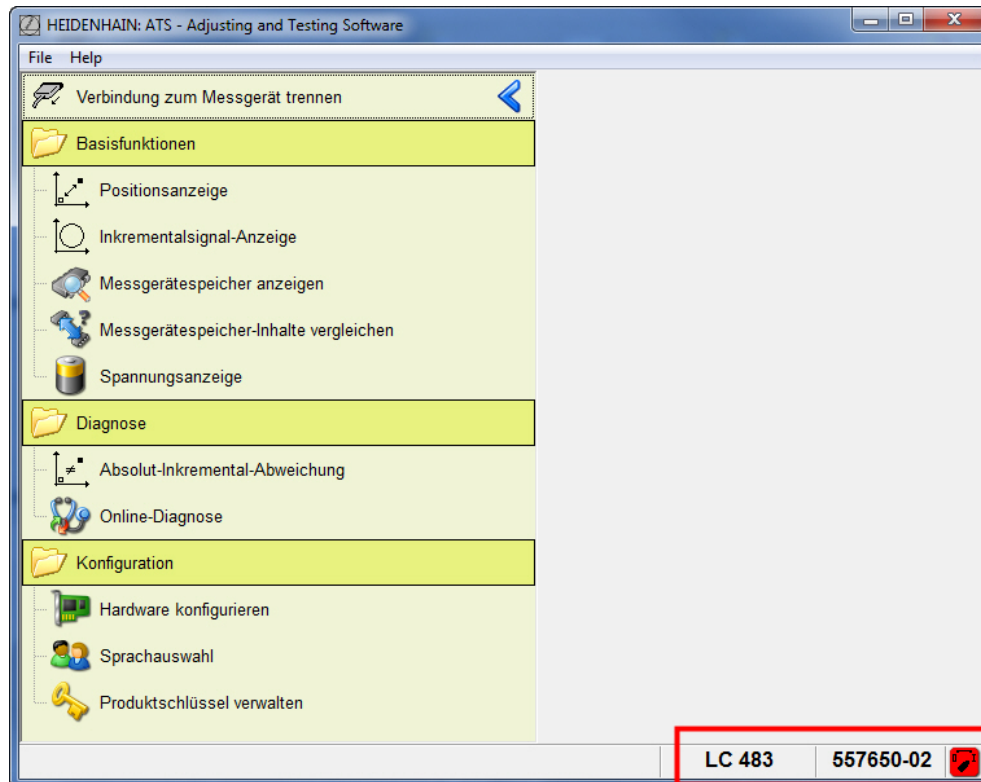 HEIDENHAIN: ATS - Adjusting and Testing Software
File Help
Verbindung zum Messgerät trennen
Basisfunktionen
Positionsanzeige
Inkrementalsignal-Anzeige
Messgerätespeicher anzeigen
Messgerätespeicher-Inhalte vergleichen
Spannungsanzeige
Diagnose
Absolut-Inkremental-Abweichung
Online-Diagnose
Konfiguration
Hardware konfigurieren
Sprachauswahl
Produktschlüssel verwalten
LC 483 557650-02